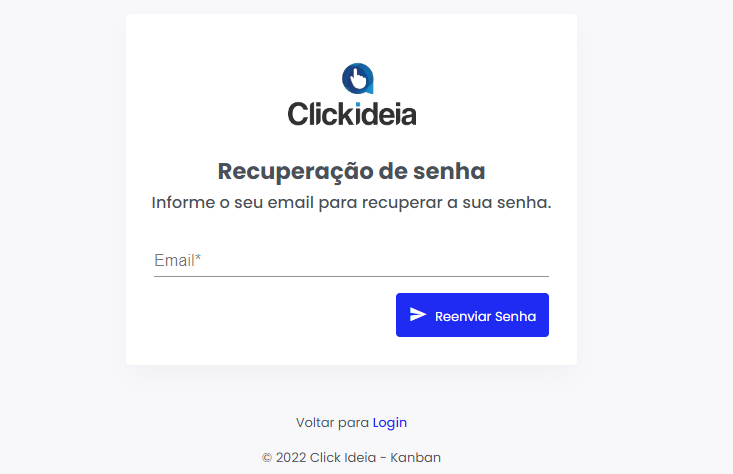 Clickideia
Recuperação de senha
Informe o seu email para recuperar a sua senha.
Email*
Reenviar Senha
Voltar para Login
© 2022 Click Ideia - Kanban